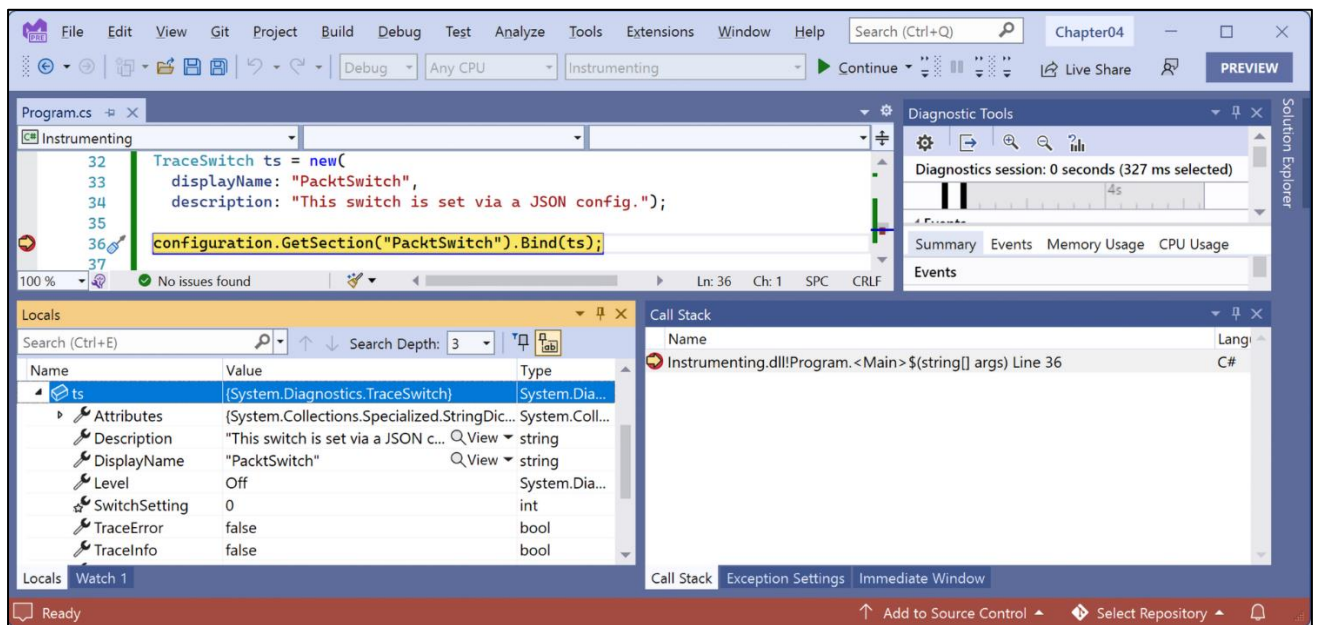 PRE File Edit View Git Project Build Debug Test Analyze Tools Extensions Window Help Search (Ctrl+Q) Chapter04
Debug Any CPU Instrumenting Continue Live Share PREVIEW
Program.cs
C# Instrumenting
32 TraceSwitch ts = new(
33 displayName: "PacktSwitch",
34 description: "This switch is set via a JSON config.");
35
36 configuration.GetSection("PacktSwitch").Bind(ts);
37
100 % No issues found Ln: 36 Ch: 1 SPC CRLF
Diagnostic Tools
Diagnostics session: 0 seconds (327 ms selected)
4s
Summary Events Memory Usage CPU Usage
Events
Solution Explorer
Locals
Search (Ctrl+E) Search Depth: 3
Name Value Type
ts {System.Diagnostics.TraceSwitch} System.Dia...
Attributes {System.Collections.Specialized.StringDic... System.Coll...
Description "This switch is set via a JSON c... View string
DisplayName "PacktSwitch" View string
Level Off System.Dia...
SwitchSetting 0 int
TraceError false bool
TraceInfo false bool
Locals Watch 1
Call Stack
Name Lang
Instrumenting.dll!Program.<Main>$(string[] args) Line 36 C#
Call Stack Exception Settings Immediate Window
Ready Add to Source Control Select Repository